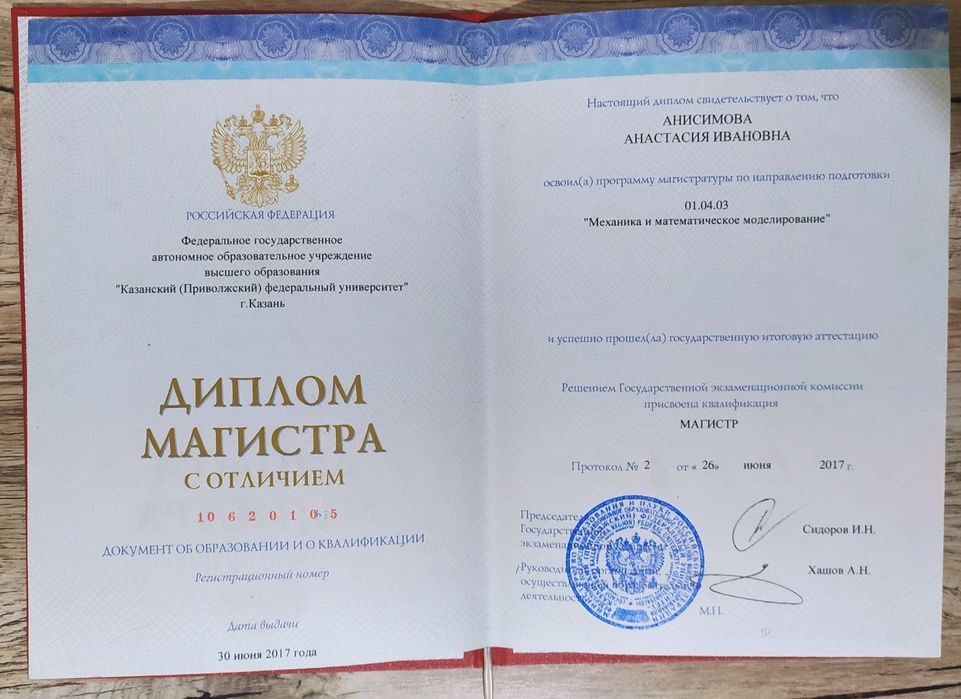 РОССИЙСКАЯ ФЕДЕРАЦИЯ
Федеральное государственное
автономное образовательное учреждение
высшего образования
"Казанский (Приволжский) федеральный университет"
г.Казань
ДИПЛОМ
МАГИСТРА
С ОТЛИЧИЕМ
ДОКУМЕНТ ОБ ОБРАЗОВАНИИ И О КВАЛИФИКАЦИИ
Регистрационный номер
Дата выдачи
30 июня 2017 года
Настоящий диплом свидетельствует о том, что
АНИСИМОВА
АНАСТАСИЯ ИВАНОВНА
освоил(а) программу магистратуры по направлению подготовки
01.04.03
"Механика и математическое моделирование"
и успешно прошел(ла) государственную итоговую аттестацию
Решением Государственной экзаменационной комиссии
присвоена квалификация
МАГИСТР
Протокол № 2 от « 26» июня 2017 г.
Сидоров И.Н.
Хашов А.Н.
М.П.